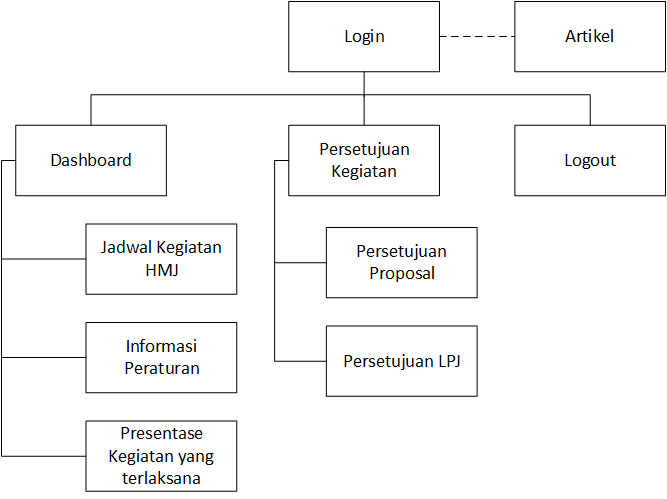 Login
Artikel
Dashboard
Persetujuan
Kegiatan
Logout
Jadwal Kegiatan
HMJ
Persetujuan
Proposal
Informasi
Peraturan
Persetujuan LPJ
Presentase
Kegiatan yang
terlaksana